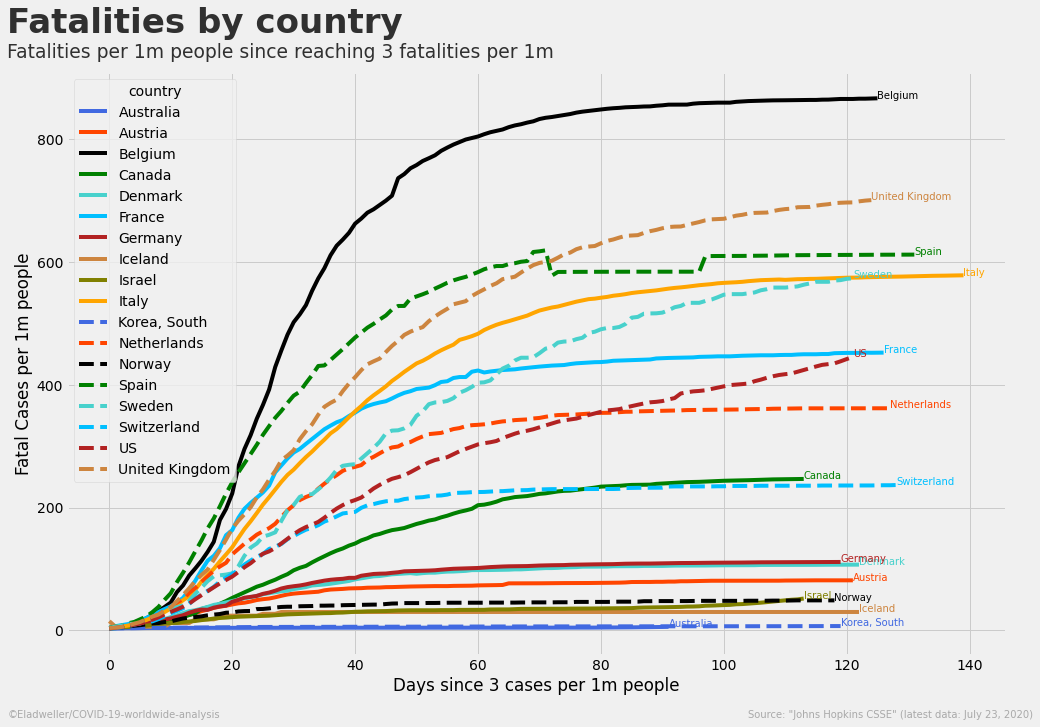 Fatalities by country
Fatalities per 1m people since reaching 3 fatalities per 1m
country
Australia
Austria
Belgium
Canada
Denmark
France
Germany
Iceland
Israel
Italy
Korea, South
Netherlands
Norway
Spain
Sweden
Switzerland
US
United Kingdom
Fatal Cases per 1m people
800
600
400
200
0
Belgium
United Kingdom
Spain
Sweden
Italy
France
US
Netherlands
Canada
Switzerland
Germany
Denmark
Austria
Israel
Norway
Iceland
Australia
Korea, South
0 20 40 60 80 100 120 140
Days since 3 cases per 1m people
©Eladweller/COVID-19-worldwide-analysis
Source: "Johns Hopkins CSSE" (latest data: July 23, 2020)